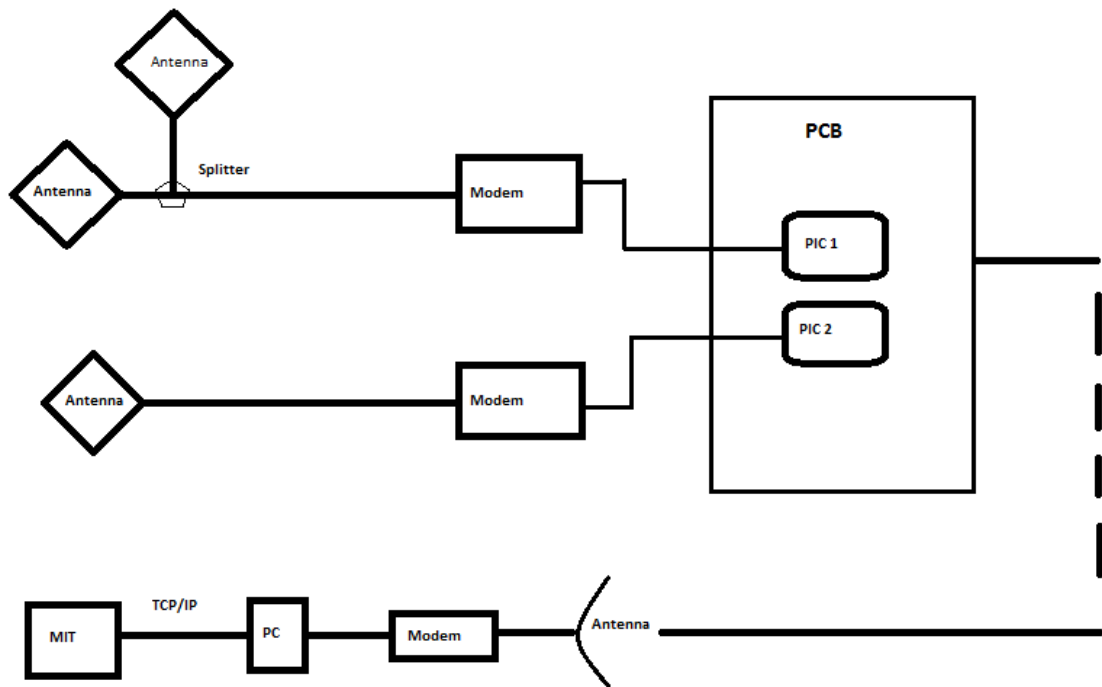 Antenna
Antenna
Splitter
Modem
PCB
PIC 1
PIC 2
Antenna
Modem
MIT
TCP/IP
PC
Modem
Antenna